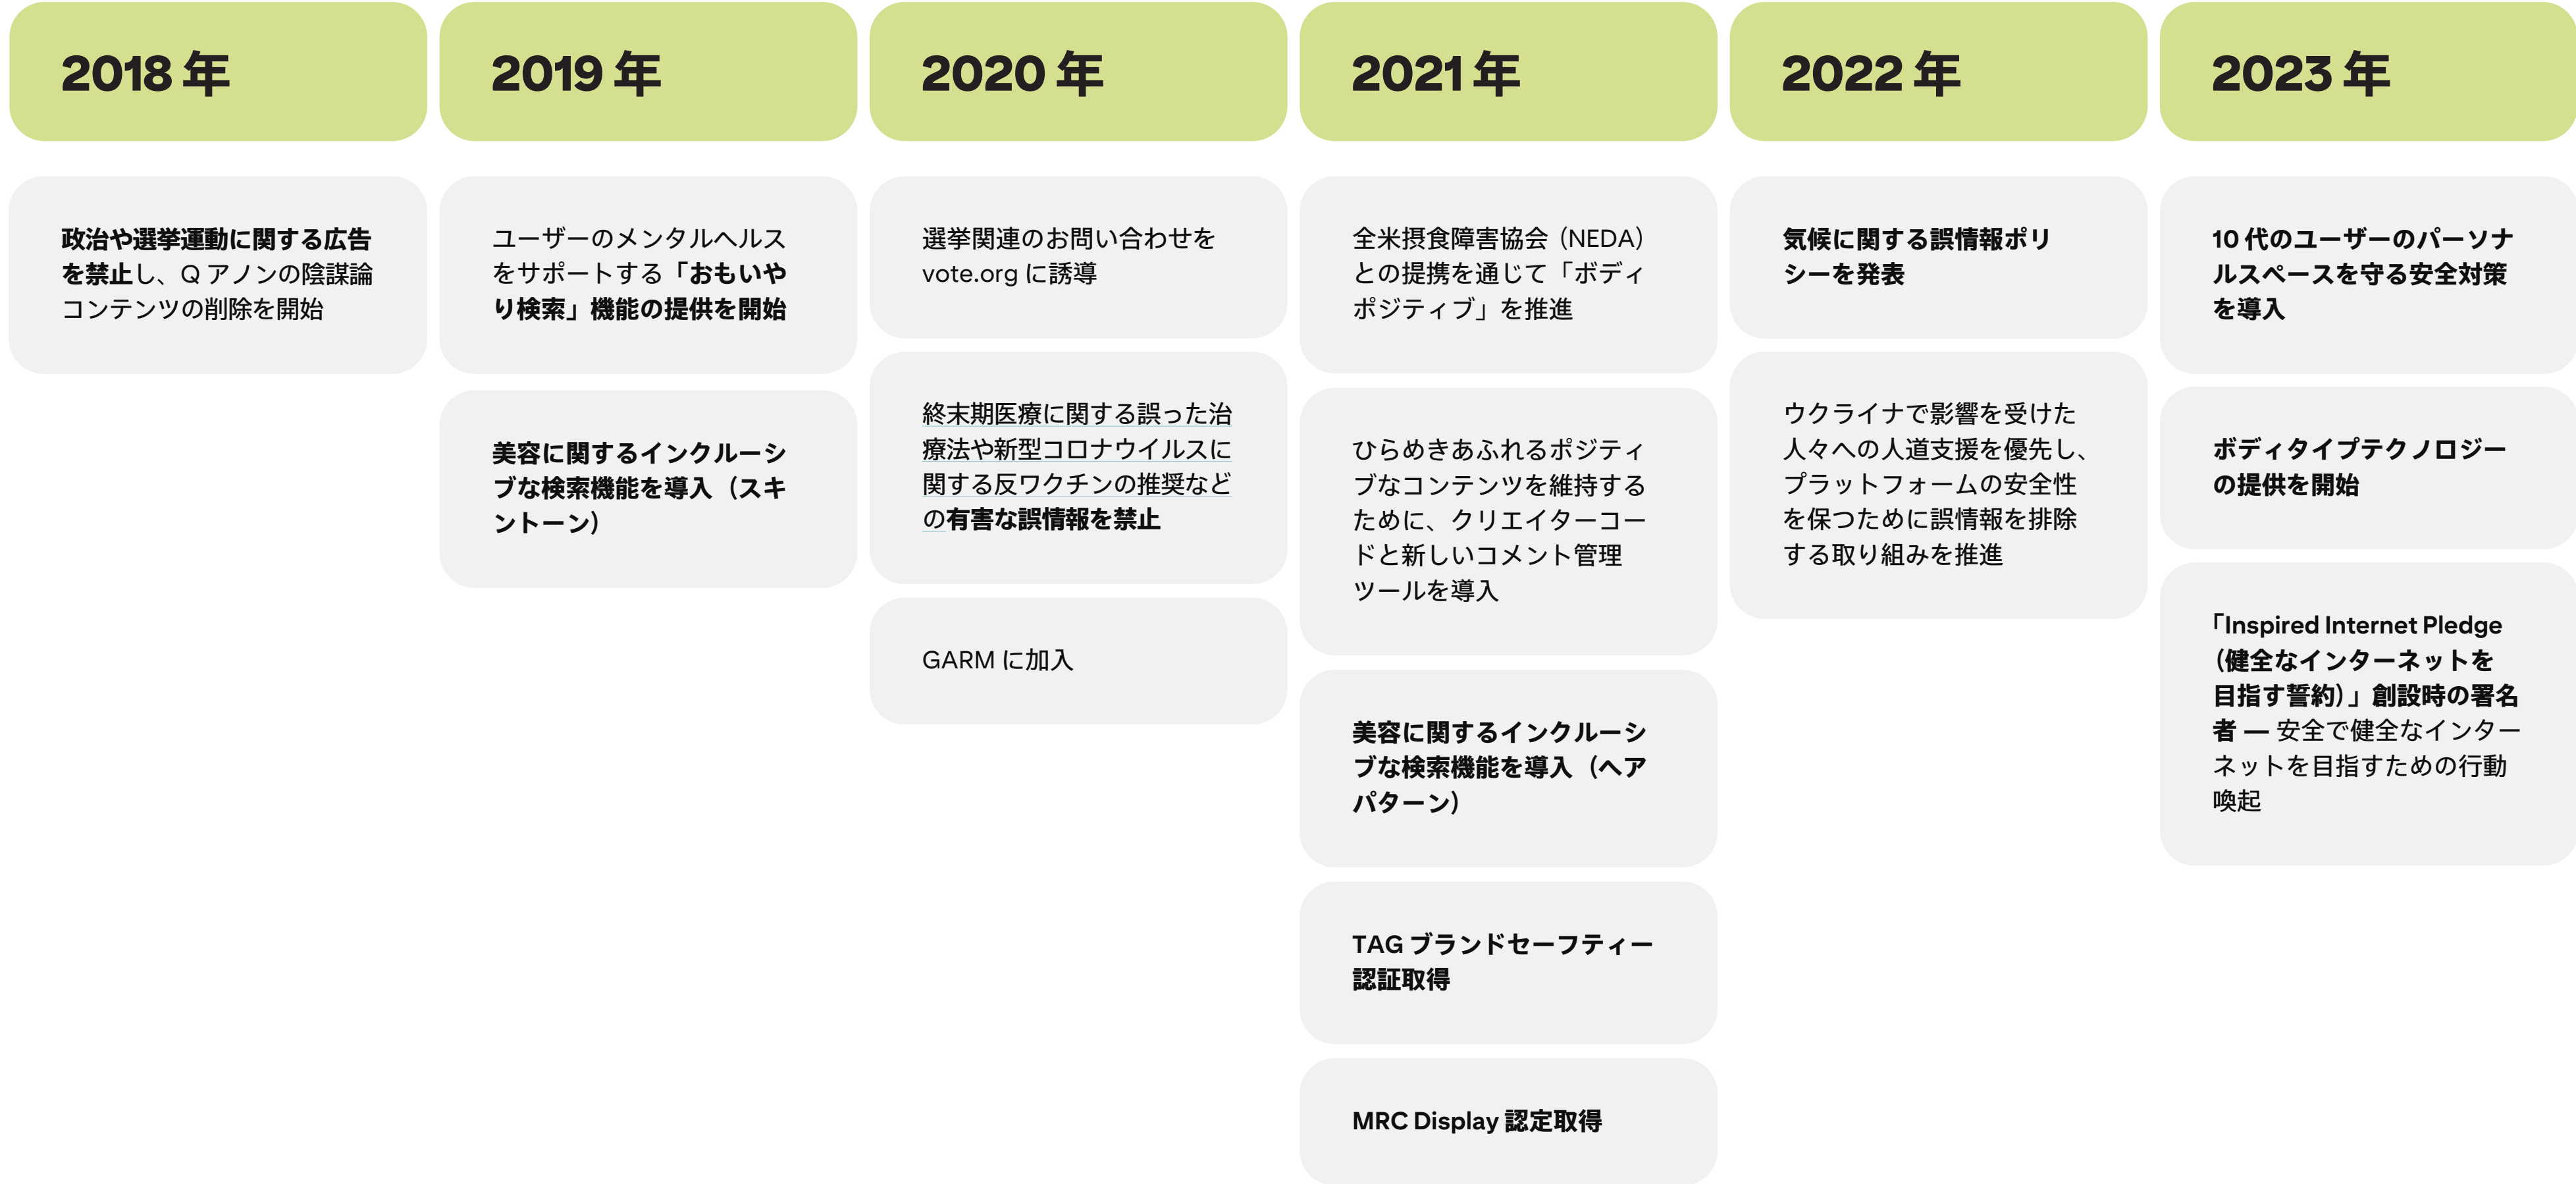 2018 年
政治や選挙運動に関する広告
を禁止し、Q アノンの陰謀論
コンテンツの削除を開始
2019 年
ユーザーのメンタルヘルス
をサポートする「おもいや
り検索」機能の提供を開始
美容に関するインクルーシ
ブな検索機能を導入（スキ
ントーン）
2020 年
選挙関連のお問い合わせを
vote.org に誘導
終末期医療に関する誤った治
療法や新型コロナウイルスに
関する反ワクチンの推奨など
の有害な誤情報を禁止
GARM に加入
2021 年
全米摂食障害協会（NEDA）
との提携を通じて「ボディ
ポジティブ」を推進
ひらめきあふれるポジティ
ブなコンテンツを維持する
ために、クリエイターコー
ドと新しいコメント管理
ツールを導入
美容に関するインクルーシ
ブな検索機能を導入（ヘア
パターン）
TAG ブランドセーフティー
認証取得
MRC Display 認定取得
2022 年
気候に関する誤情報ポリ
シーを発表
ウクライナで影響を受けた
人々への人道支援を優先し、
プラットフォームの安全性
を保つために誤情報を排除
する取り組みを推進
2023 年
10 代のユーザーのパーソナ
ルスペースを守る安全対策
を導入
ボディタイプテクノロジー
の提供を開始
「Inspired Internet Pledge
（健全なインターネットを
目指す誓約）」創設時の署名
者 — 安全で健全なインター
ネットを目指すための行動
喚起